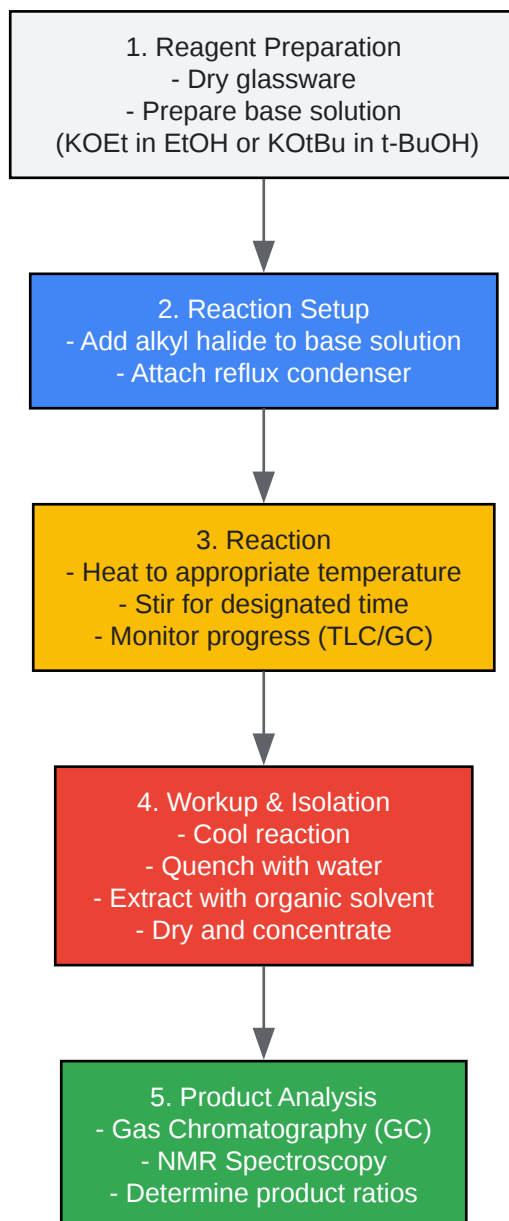 1. Reagent Preparation
- Dry glassware
- Prepare base solution
(KOEt in EtOH or KOtBu in t-BuOH)
2. Reaction Setup
- Add alkyl halide to base solution
- Attach reflux condenser
3. Reaction
- Heat to appropriate temperature
- Stir for designated time
- Monitor progress (TLC/GC)
4. Workup & Isolation
- Cool reaction
- Quench with water
- Extract with organic solvent
- Dry and concentrate
5. Product Analysis
- Gas Chromatography (GC)
- NMR Spectroscopy
- Determine product ratios